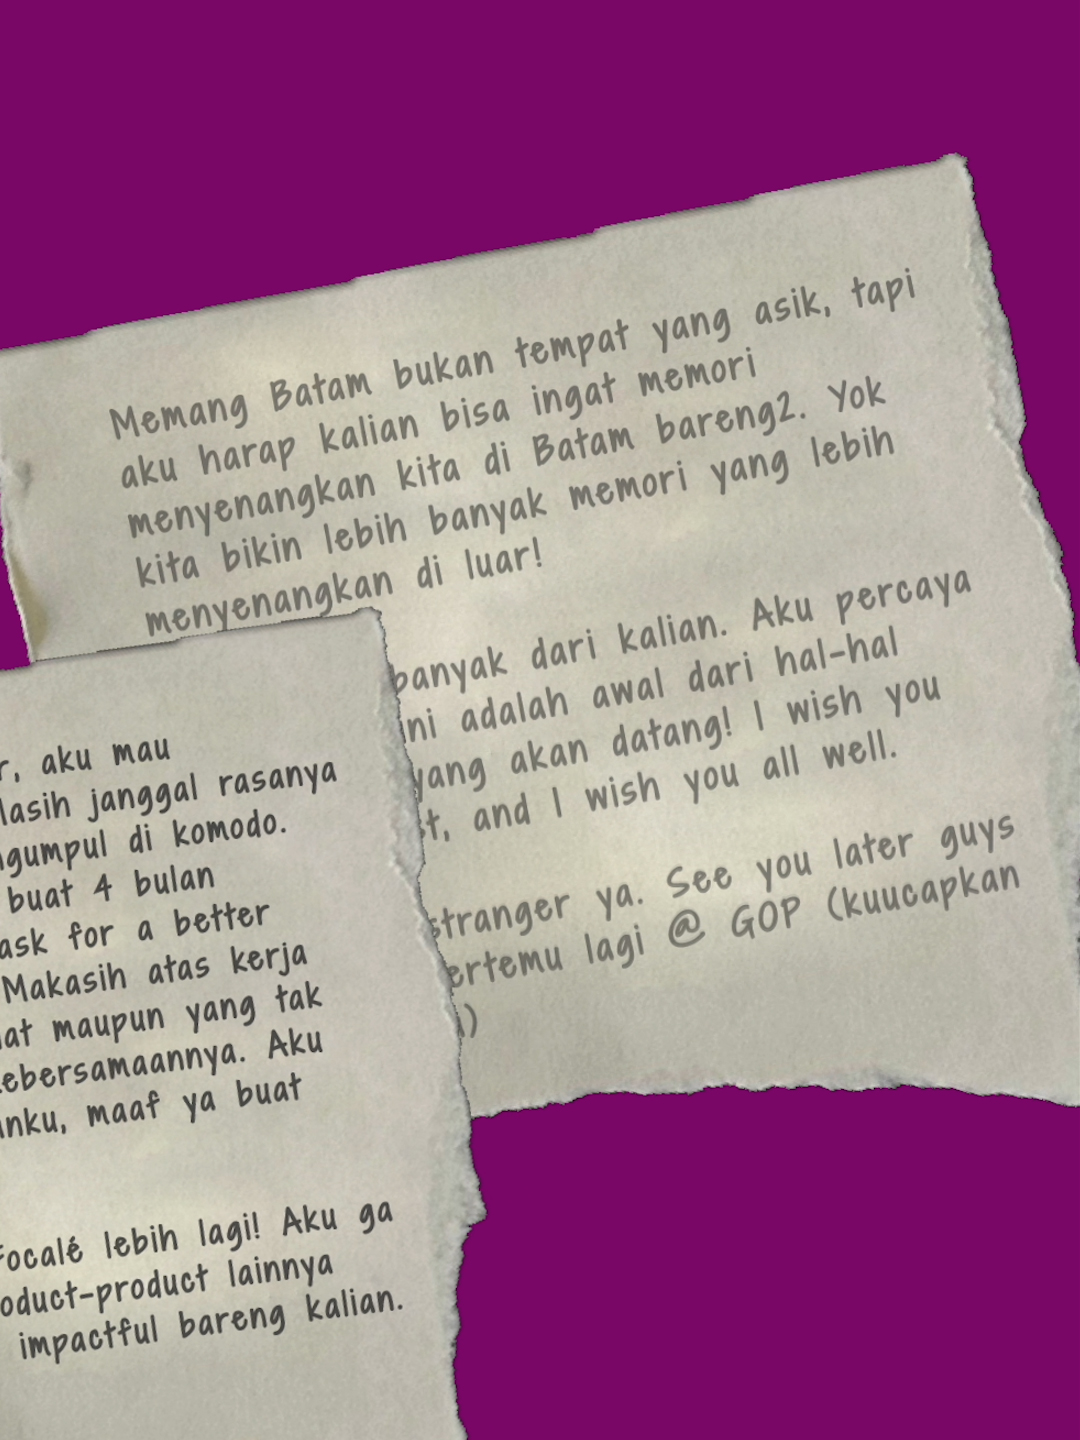 Memang Batam bukan tempat yang asik, tapi
aku harap kalian bisa ingat memori
menyenangkan kita di Batam bareng2. Yok
kita bikin lebih banyak memori yang lebih
menyenangkan di luar!
banyak dari kalian. Aku percaya
ni adalah awal dari hal-hal
yang akan datang! I wish you
t, and I wish you all well.
stranger ya. See you later guys
ertemu lagi @ GOP (kuucapkan
)
r, aku mau
lasih janggal rasanya
gumpul di komodo.
buat 4 bulan
ask for a better
Makasih atas kerja
at maupun yang tak
ebersamaannya. Aku
nku, maaf ya buat
Focalé lebih lagi! Aku ga
oduct-product lainnya
impactful bareng kalian.